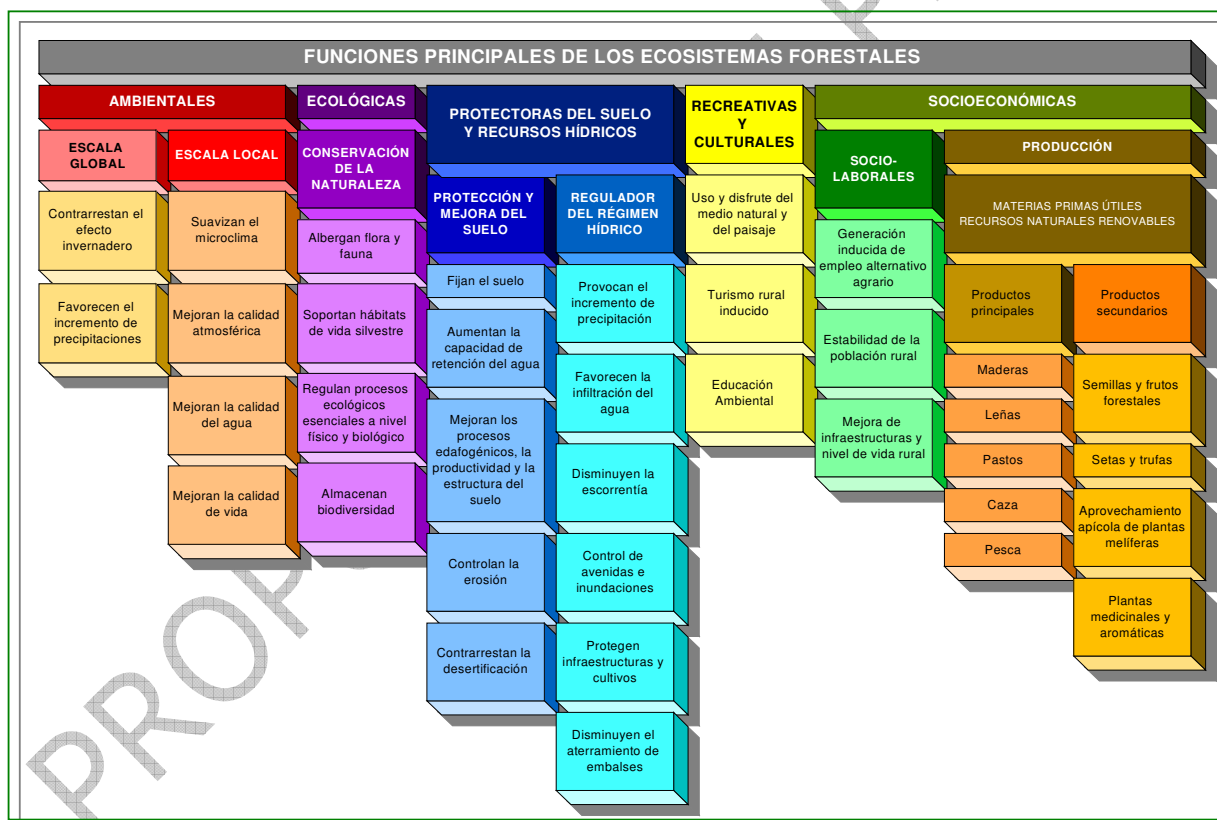 FUNCIONES PRINCIPALES DE LOS ECOSISTEMAS FORESTALES
AMBIENTALES
ESCALA
GLOBAL
Contrarrestan el
efecto
invernadero
Favorecen el
incremento de
precipitaciones
ESCALA LOCAL
Suavizan el
microclima
Mejoran la calidad
atmosférica
Mejoran la calidad
del agua
Mejoran la calidad
de vida
ECOLÓGICAS
CONSERVACIÓN
DE LA
NATURALEZA
Albergan flora y
fauna
Soportan hábitats
de vida silvestre
Regulan procesos
ecológicos
esenciales a nivel
físico y biológico
Almacenan
biodiversidad
PROTECTORAS DEL SUELO
Y RECURSOS HÍDRICOS
PROTECCIÓN Y
MEJORA DEL
SUELO
Fijan el suelo
Aumentan la
capacidad de
retención del agua
Mejoran los
procesos
edafogénicos, la
productividad y la
estructura del
suelo
Controlan la
erosión
Contrarrestan la
desertificación
REGULADOR
DEL RÉGIMEN
HÍDRICO
Provocan el
incremento de
precipitación
Favorecen la
infiltración del
agua
Disminuyen la
escorrentía
Control de
avenidas e
inundaciones
Protegen
infraestructuras y
cultivos
Disminuyen el
aterramiento de
embalses
RECREATIVAS
Y
CULTURALES
Uso y disfrute del
medio natural y
del paisaje
Turismo rural
inducido
Educación
Ambiental
SOCIOECONÓMICAS
SOCIO-
LABORALES
Generación
inducida de
empleo alternativo
agrario
Estabilidad de la
población rural
Mejora de
infraestructuras y
nivel de vida rural
PRODUCCIÓN
MATERIAS PRIMAS ÚTILES
RECURSOS NATURALES RENOVABLES
Productos
principales
Maderas
Leñas
Pastos
Caza
Pesca
Productos
secundarios
Semillas y frutos
forestales
Setas y trufas
Aprovechamiento
apícola de plantas
melíferas
Plantas
medicinales y
aromáticas